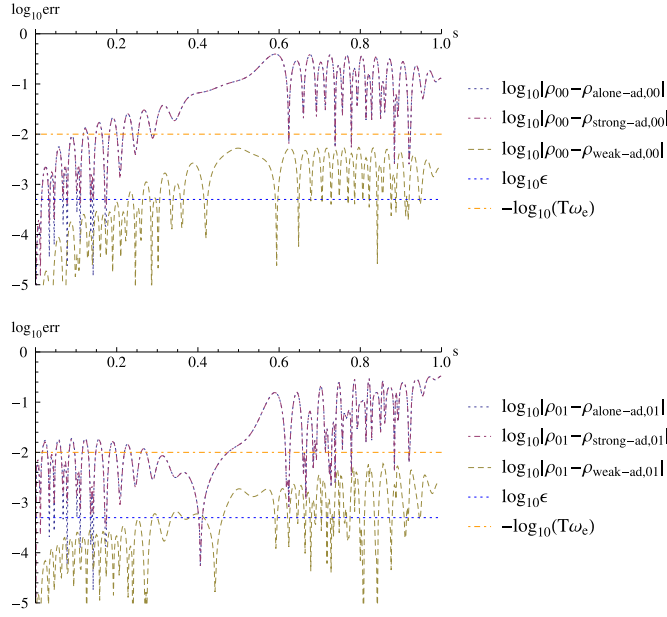 log₁₀err
0 0.2 0.4 0.6 0.8 1.0 s
-1
-2
-3
-4
-5
log₁₀|ρ₀₀−ρalone−ad,00|
log₁₀|ρ₀₀−ρstrong−ad,00|
log₁₀|ρ₀₀−ρweak−ad,00|
log₁₀ϵ
−log₁₀(Tωₑ)
log₁₀err
0 0.2 0.4 0.6 0.8 1.0 s
-1
-2
-3
-4
-5
log₁₀|ρ₀₁−ρalone−ad,01|
log₁₀|ρ₀₁−ρstrong−ad,01|
log₁₀|ρ₀₁−ρweak−ad,01|
log₁₀ϵ
−log₁₀(Tωₑ)